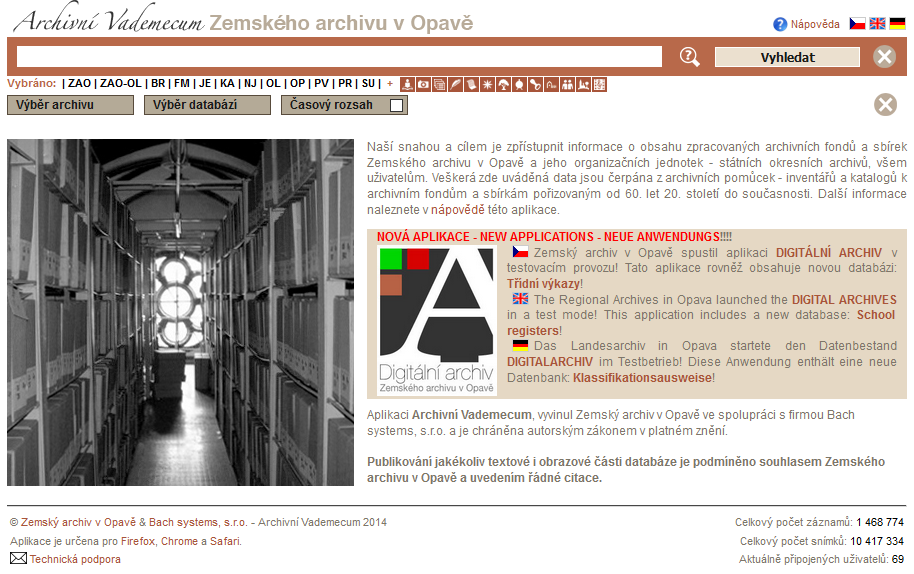 Archivní Vademecum Zemského archivu v Opavě
Nápověda
Vyhledat
Vybráno: | ZAO | ZAO-OL | BR | FM | JE | KA | NJ | OL | OP | PV | PR | SU | +
Výběr archivu
Výběr databází
Časový rozsah
Naší snahou a cílem je zpřístupnit informace o obsahu zpracovaných archivních fondů a sbírek
Zemského archivu v Opavě a jeho organizačních jednotek - státních okresních archivů, všem
uživatelům. Veškerá zde uváděná data jsou čerpána z archivních pomůcek - inventářů a katalogů k
archivním fondům a sbírkám pořizovaným od 60. let 20. století do současnosti. Další informace
naleznete v nápovědě této aplikace.
NOVÁ APLIKACE - NEW APPLICATIONS - NEUE ANWENDUNGS!!!!
Zemský archiv v Opavě spustil aplikaci DIGITÁLNÍ ARCHIV v
testovacím provozu! Tato aplikace rovněž obsahuje novou databázi:
Třídní výkazy!
The Regional Archives in Opava launched the DIGITAL ARCHIVES
in a test mode! This application includes a new database: School
registers!
Das Landesarchiv in Opava startete den Datenbestand
DIGITALARCHIV im Testbetrieb! Diese Anwendung enthält eine neue
Datenbank: Klassifikationsausweise!
A
Digitální archiv
Zemského archivu v Opavě
Aplikaci Archivní Vademecum, vyvinul Zemský archiv v Opavě ve spolupráci s firmou Bach
systems, s.r.o. a je chráněna autorským zákonem v platném znění.
Publikování jakékoliv textové i obrazové části databáze je podmíněno souhlasem Zemského
archivu v Opavě a uvedením řádné citace.
© Zemský archiv v Opavě & Bach systems, s.r.o. - Archivní Vademecum 2014
Aplikace je určena pro Firefox, Chrome a Safari.
Technická podpora
Celkový počet záznamů: 1 468 774
Celkový počet snímků: 10 417 334
Aktuálně připojených uživatelů: 69